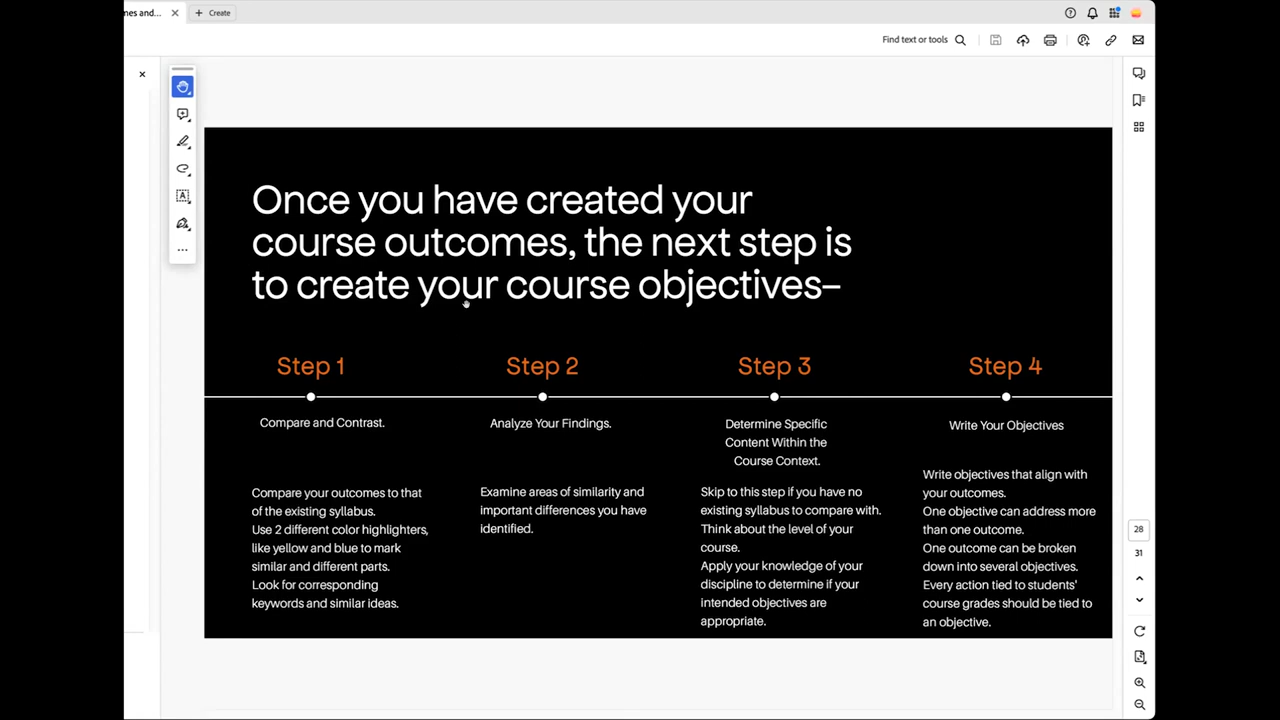 nes and...
Create
Find text or tools
Once you have created your
course outcomes, the next step is
to create your course objectives–
Step 1
Compare and Contrast.
Compare your outcomes to that
of the existing syllabus.
Use 2 different color highlighters,
like yellow and blue to mark
similar and different parts.
Look for corresponding
keywords and similar ideas.
Step 2
Analyze Your Findings.
Examine areas of similarity and
important differences you have
identified.
Step 3
Determine Specific
Content Within the
Course Context.
Skip to this step if you have no
existing syllabus to compare with.
Think about the level of your
course.
Apply your knowledge of your
discipline to determine if your
intended objectives are
appropriate.
Step 4
Write Your Objectives
Write objectives that align with
your outcomes.
One objective can address more
than one outcome.
One outcome can be broken
down into several objectives.
Every action tied to students'
course grades should be tied to
an objective.
28
31